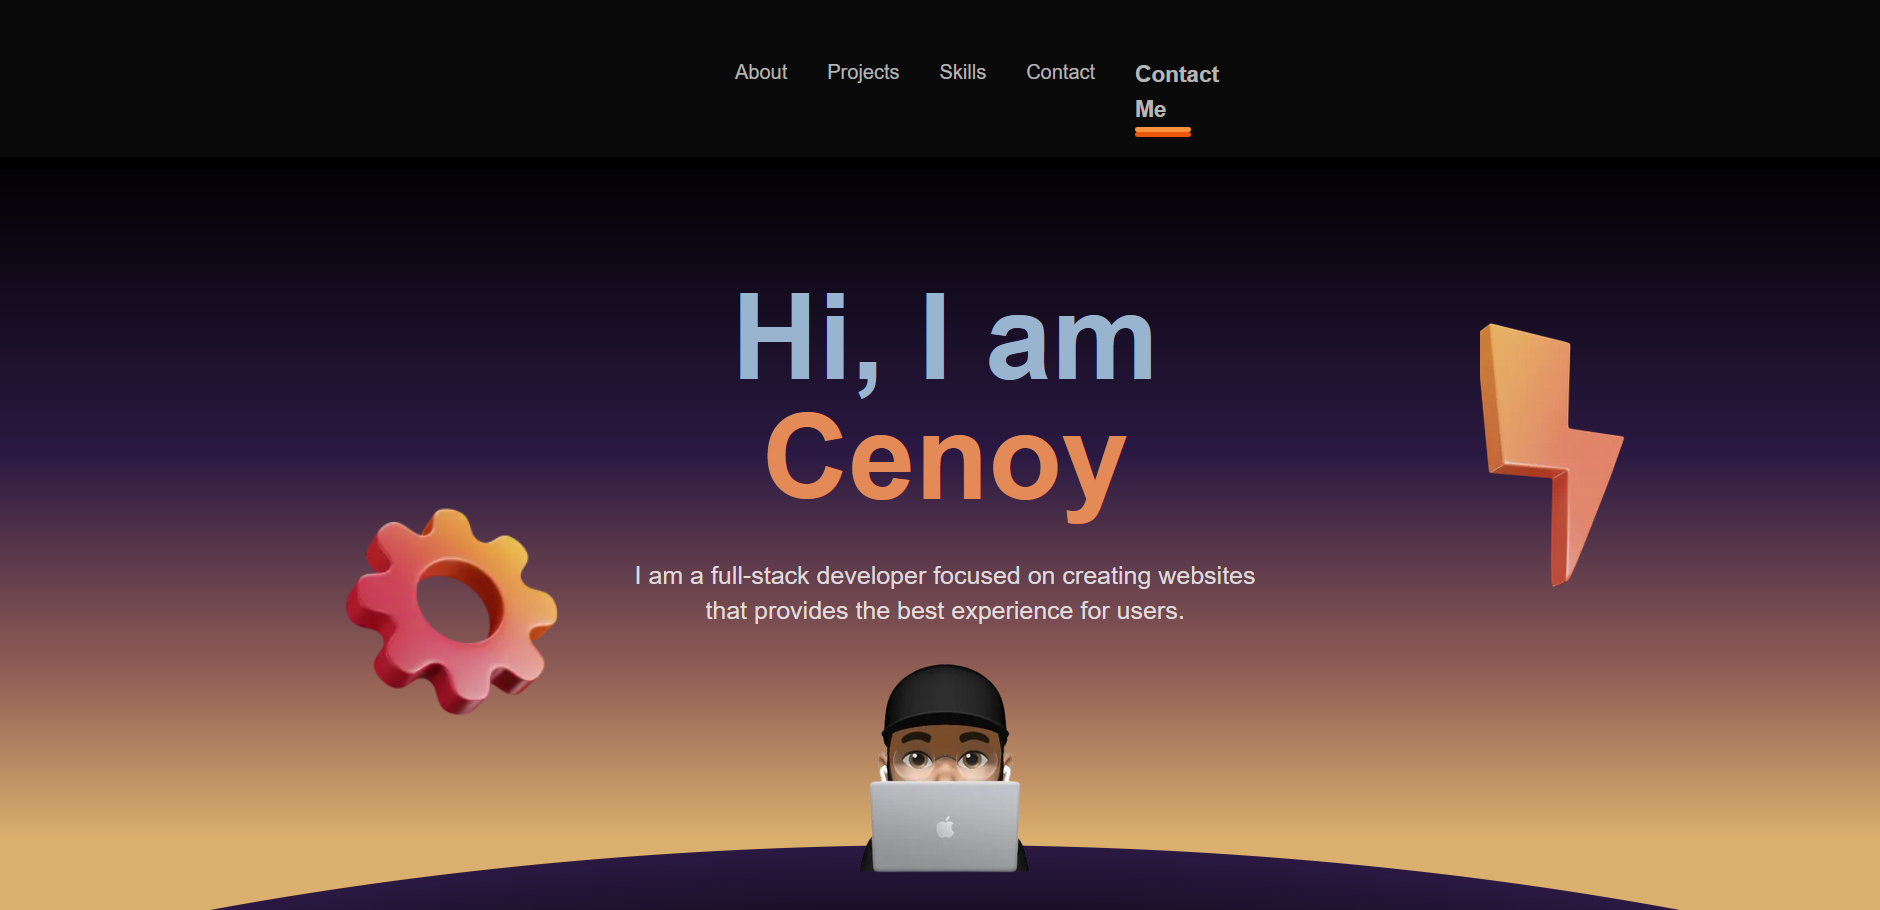 About Projects Skills Contact Contact
Me
Hi, I am
Cenoy
I am a full-stack developer focused on creating websites
that provides the best experience for users.